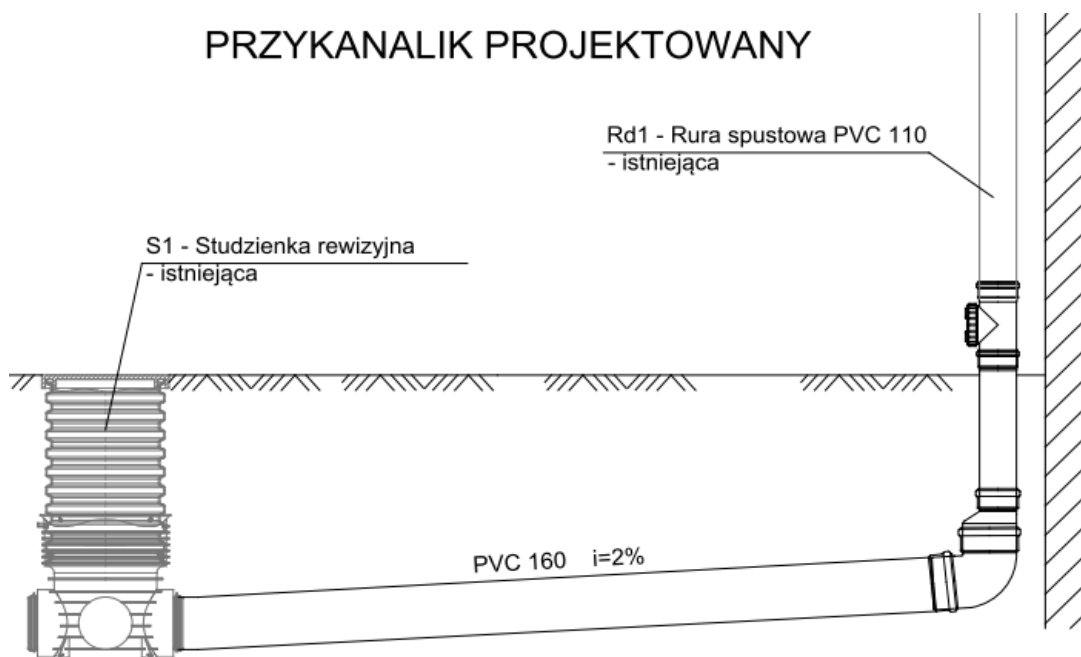 PRZYKANALIK PROJEKTOWANY
Rd1 - Rura spustowa PVC 110
- istniejąca
S1 - Studzienka rewizyjna
- istniejąca
PVC 160 i=2%